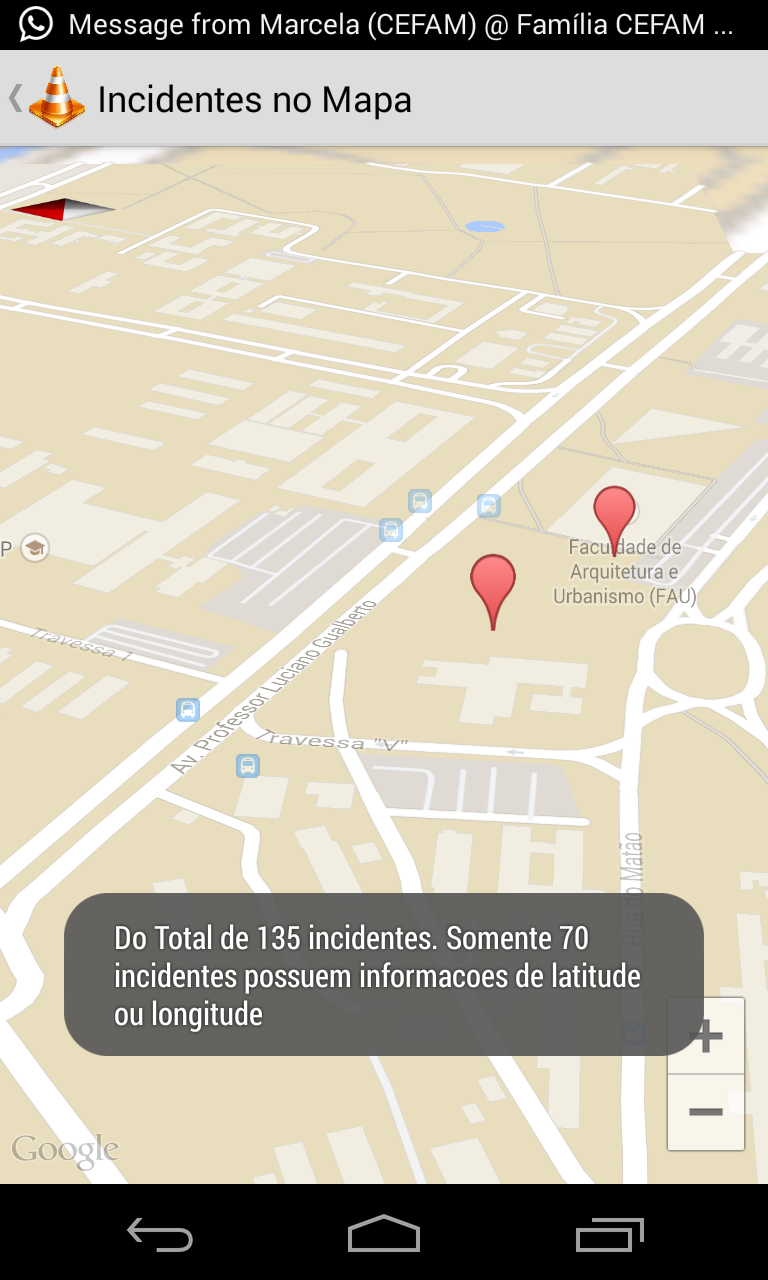 Message from Marcela (CEFAM) @ Família CEFAM ...
Incidentes no Mapa
P
Faculdade de
Arquitetura e
Urbanismo (FAU)
Travessa 1
Av. Professor Luciano Gualberto
Travessa "V"
Rua do Matão
Do Total de 135 incidentes. Somente 70
incidentes possuem informacoes de latitude
ou longitude
+
−
Google